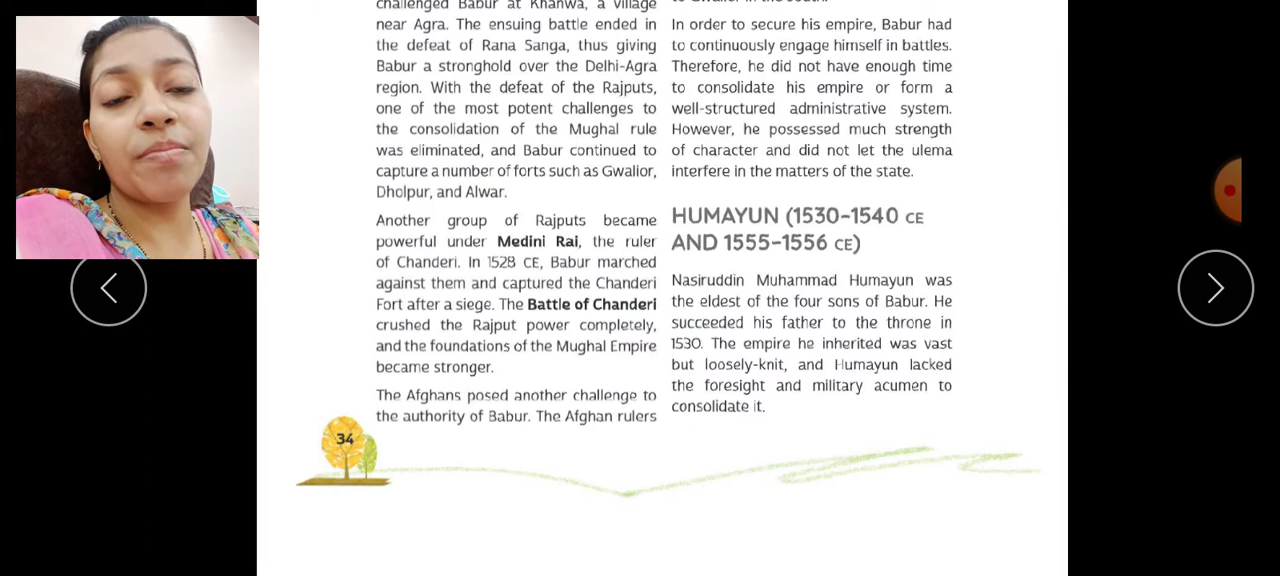 challenged Babur at Khanwa, a village
near Agra. The ensuing battle ended in
the defeat of Rana Sanga, thus giving
Babur a stronghold over the Delhi-Agra
region. With the defeat of the Rajputs,
one of the most potent challenges to
the consolidation of the Mughal rule
was eliminated, and Babur continued to
capture a number of forts such as Gwalior,
Dholpur, and Alwar.
Another group of Rajputs became
powerful under Medini Rai, the ruler
of Chanderi. In 1528 CE, Babur marched
against them and captured the Chanderi
Fort after a siege. The Battle of Chanderi
crushed the Rajput power completely,
and the foundations of the Mughal Empire
became stronger.
The Afghans posed another challenge to
the authority of Babur. The Afghan rulers
34
to Gwalior in the south.
In order to secure his empire, Babur had
to continuously engage himself in battles.
Therefore, he did not have enough time
to consolidate his empire or form a
well-structured administrative system.
However, he possessed much strength
of character and did not let the ulema
interfere in the matters of the state.
HUMAYUN (1530–1540 CE
AND 1555–1556 CE)
Nasiruddin Muhammad Humayun was
the eldest of the four sons of Babur. He
succeeded his father to the throne in
1530. The empire he inherited was vast
but loosely-knit, and Humayun lacked
the foresight and military acumen to
consolidate it.